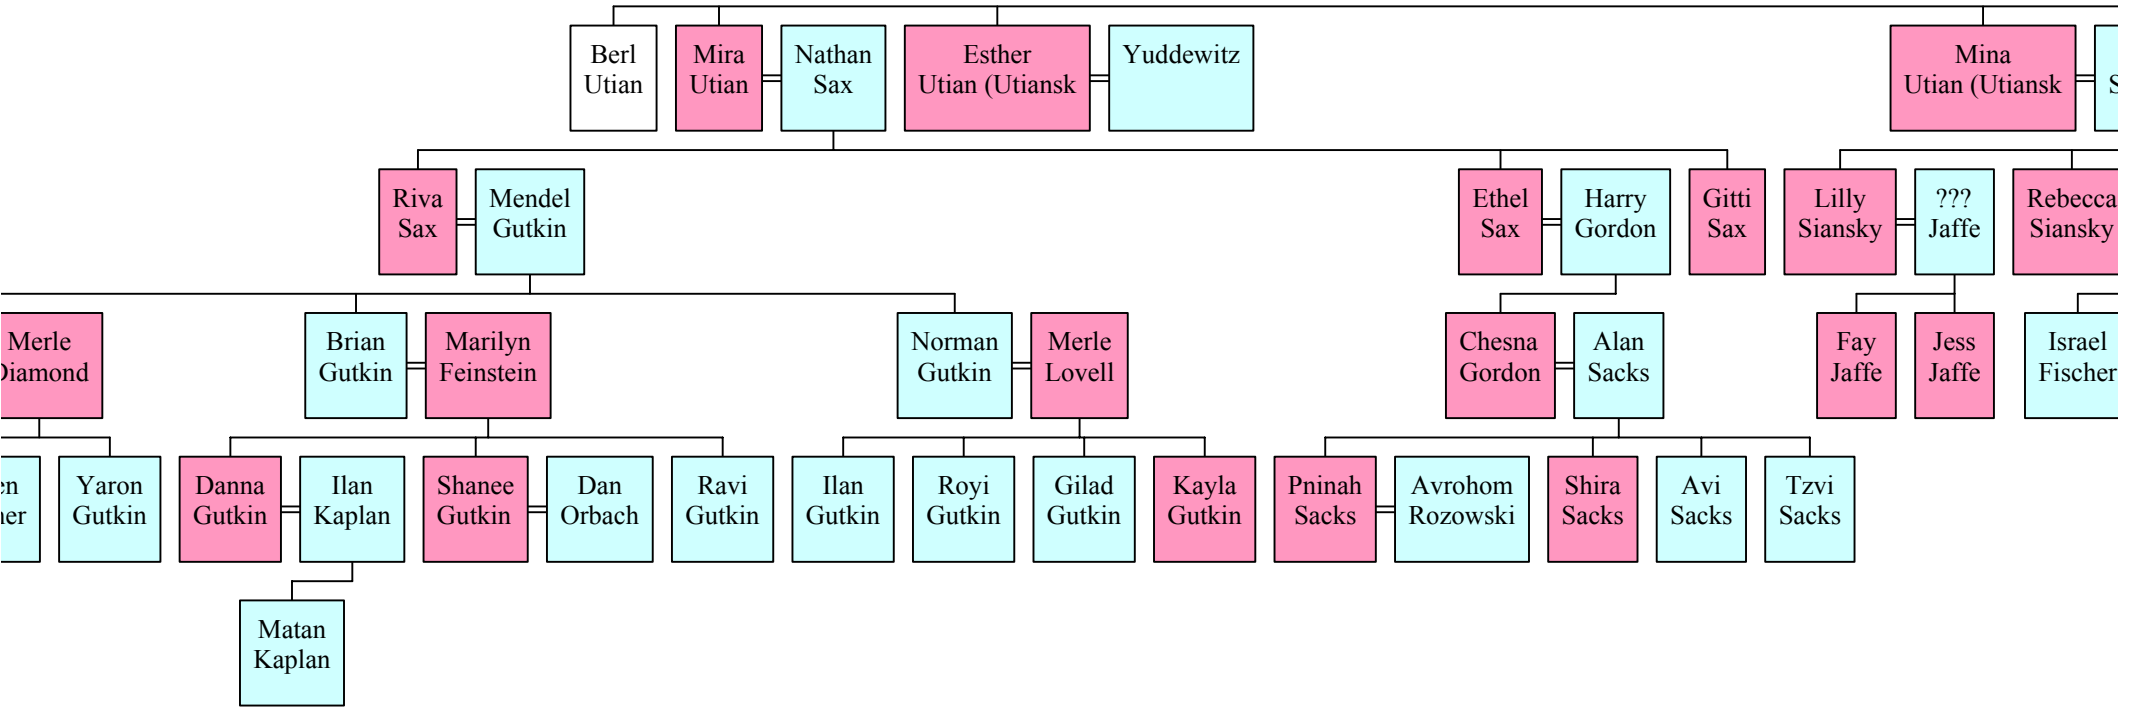 Berl
Utian
Mira
Utian
Nathan
Sax
Esther
Utian (Utiansk
Yuddewitz
Mina
Utian (Utiansk
S
Riva
Sax
Mendel
Gutkin
Ethel
Sax
Harry
Gordon
Gitti
Sax
Lilly
Siansky
???
Jaffe
Rebecca
Siansky
Merle
Diamond
Brian
Gutkin
Marilyn
Feinstein
Norman
Gutkin
Merle
Lovell
Chesna
Gordon
Alan
Sacks
Fay
Jaffe
Jess
Jaffe
Israel
Fischer
en
ner
Yaron
Gutkin
Danna
Gutkin
Ilan
Kaplan
Shanee
Gutkin
Dan
Orbach
Ravi
Gutkin
Ilan
Gutkin
Royi
Gutkin
Gilad
Gutkin
Kayla
Gutkin
Pninah
Sacks
Avrohom
Rozowski
Shira
Sacks
Avi
Sacks
Tzvi
Sacks
Matan
Kaplan